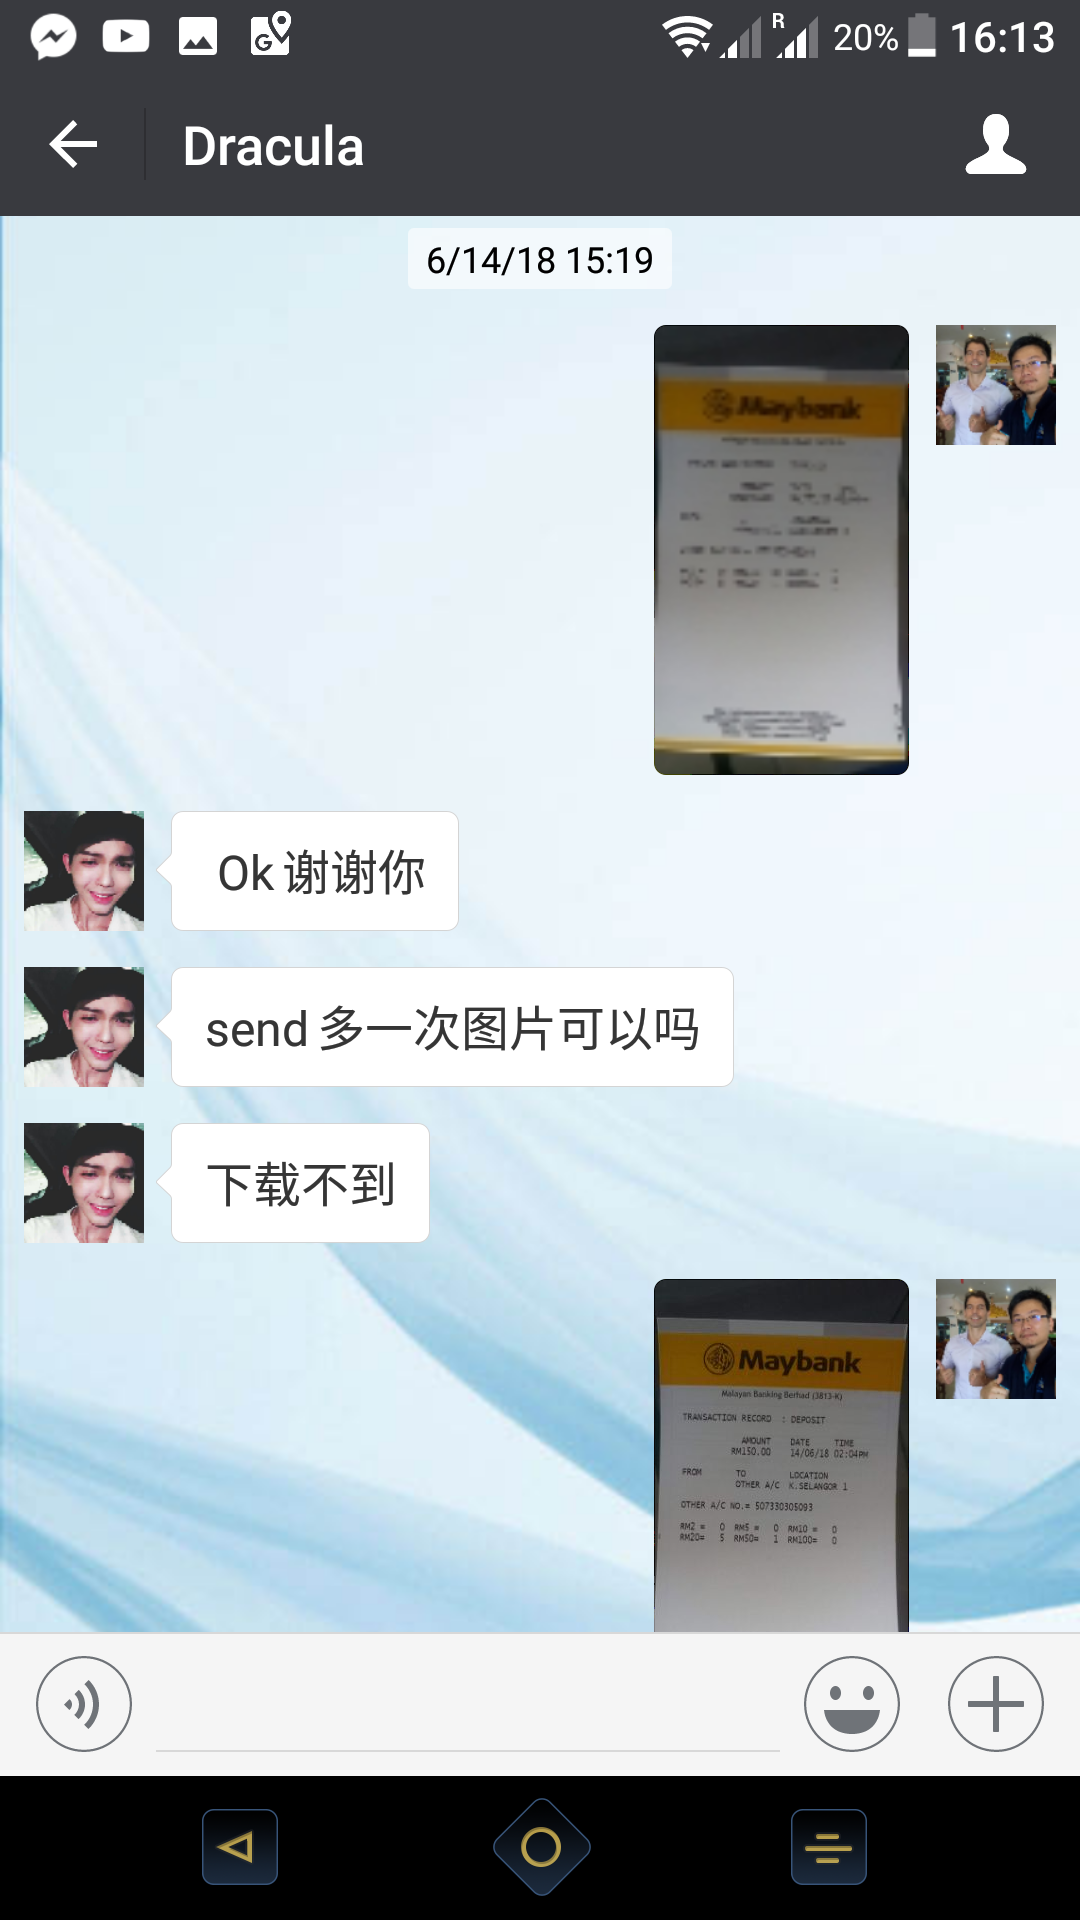 R 20% 16:13
Dracula
6/14/18 15:19
Maybank
Ok 谢谢你
send 多一次图片可以吗
下载不到
Maybank
Malayan Banking Berhad (3813-K)
TRANSACTION RECORD : DEPOSIT
AMOUNT DATE TIME
RM150.00 14/06/18 02:04PM
FROM TO LOCATION
OTHER A/C K.SELANGOR 1
OTHER A/C NO.= 507330305093
RM2 = 0 RM5 = 0 RM10 = 0
RM20= 5 RM50= 1 RM100= 0